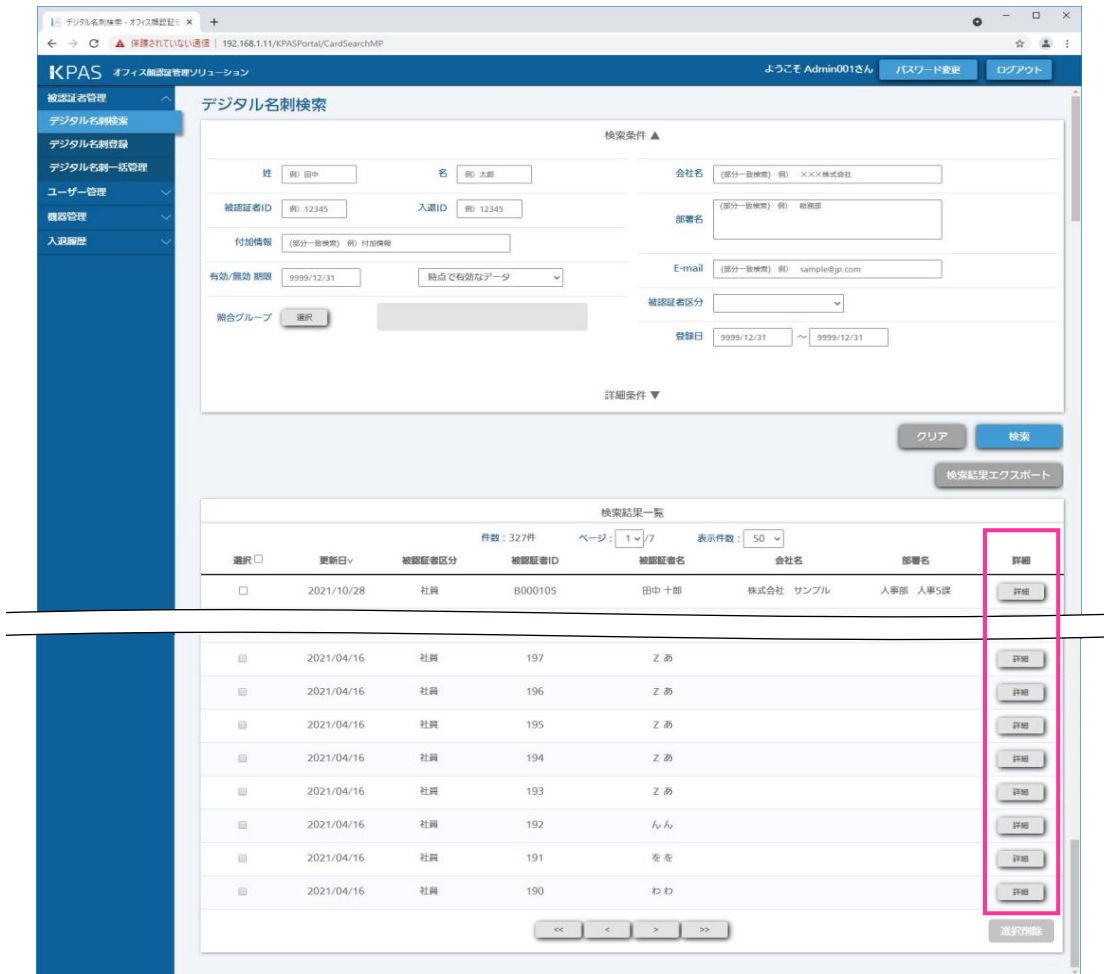 デジタル名刺検索 - オフィス顔認証 × +
保護されていない通信 | 192.168.1.11/KPASPortal/CardSearchMP
KPAS オフィス顔認証管理ソリューション ようこそ Admin001さん パスワード変更 ログアウト
被認証者管理
デジタル名刺検索
デジタル名刺登録
デジタル名刺一括管理
ユーザー管理
機器管理
入退履歴
デジタル名刺検索
検索条件 ▲
姓 例) 田中 名 例) 太郎
被認証者ID 例) 12345 入退ID 例) 12345
付加情報 (部分一致検索) 例) 付加情報
有効/無効 期限 9999/12/31 時点で有効なデータ
照合グループ 選択
会社名 (部分一致検索) 例) ×××株式会社
部署名 (部分一致検索) 例) 総務部
E-mail (部分一致検索) 例) sample@jp.com
被認証者区分
登録日 9999/12/31 ～ 9999/12/31
詳細条件 ▼
クリア 検索
検索結果エクスポート
検索結果一覧
件数 : 327件 ページ : 1 /7 表示件数 : 50
選択 更新日∨ 被認証者区分 被認証者ID 被認証者名 会社名 部署名 詳細
2021/10/28 社員 B000105 田中 十郎 株式会社 サンプル 人事部 人事5課 詳細
2021/04/16 社員 197 Z あ 詳細
2021/04/16 社員 196 Z あ 詳細
2021/04/16 社員 195 Z あ 詳細
2021/04/16 社員 194 Z あ 詳細
2021/04/16 社員 193 Z あ 詳細
2021/04/16 社員 192 ん ん 詳細
2021/04/16 社員 191 を を 詳細
2021/04/16 社員 190 わ わ 詳細
<< < > >> 選択削除